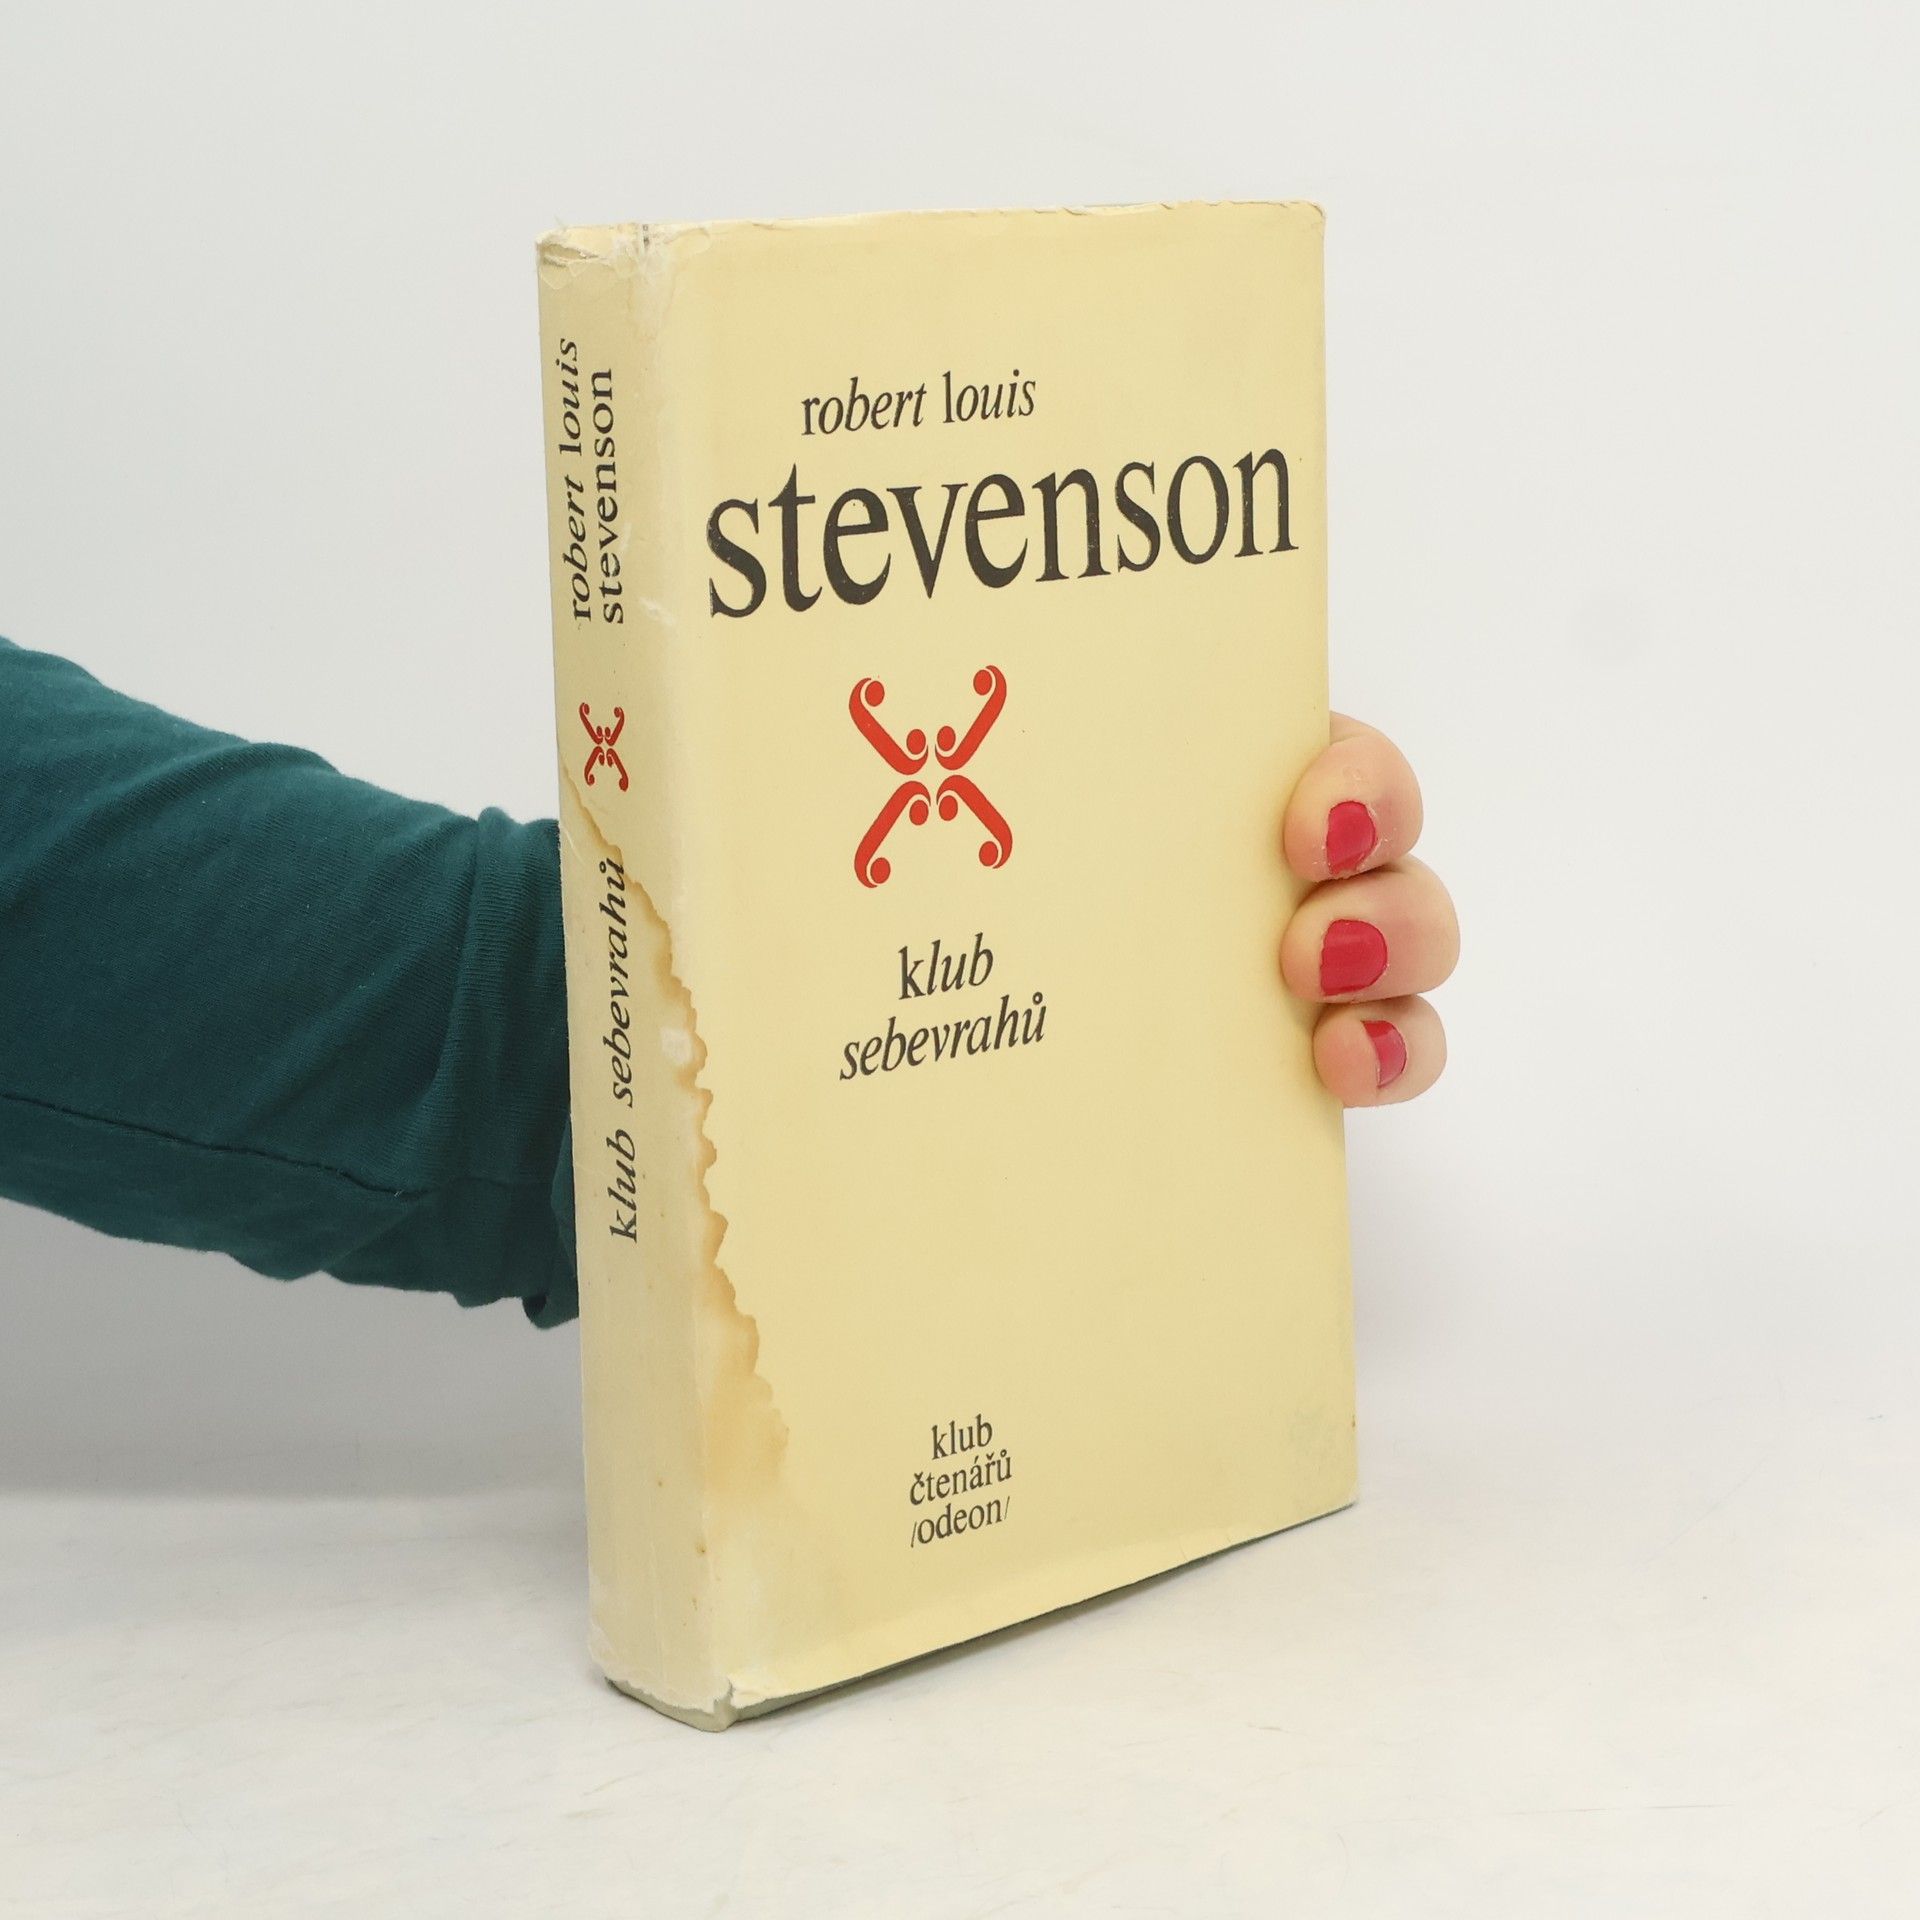 robert louis
stevenson
klub sebevrahů
robert louis
stevenson
klub
sebevrahů
klub
čtenářů
/odeon/